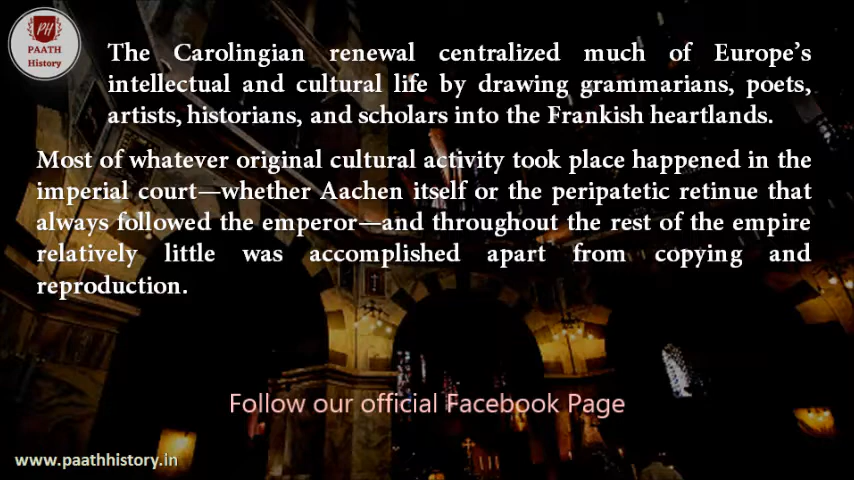 PH
PAATH
History
The Carolingian renewal centralized much of Europe’s
intellectual and cultural life by drawing grammarians, poets,
artists, historians, and scholars into the Frankish heartlands.
Most of whatever original cultural activity took place happened in the
imperial court—whether Aachen itself or the peripatetic retinue that
always followed the emperor—and throughout the rest of the empire
relatively little was accomplished apart from copying and
reproduction.
Follow our official Facebook Page
www.paathhistory.in